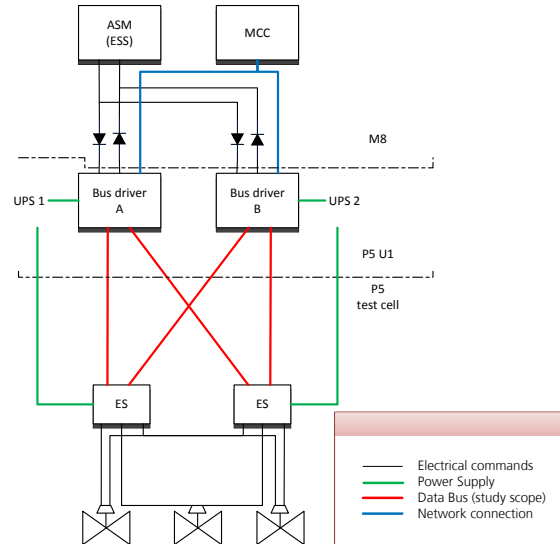 ASM
(ESS)
MCC
M8
Bus driver
A
Bus driver
B
UPS 1
UPS 2
P5 U1
P5
test cell
ES
ES
Electrical commands
Power Supply
Data Bus (study scope)
Network connection